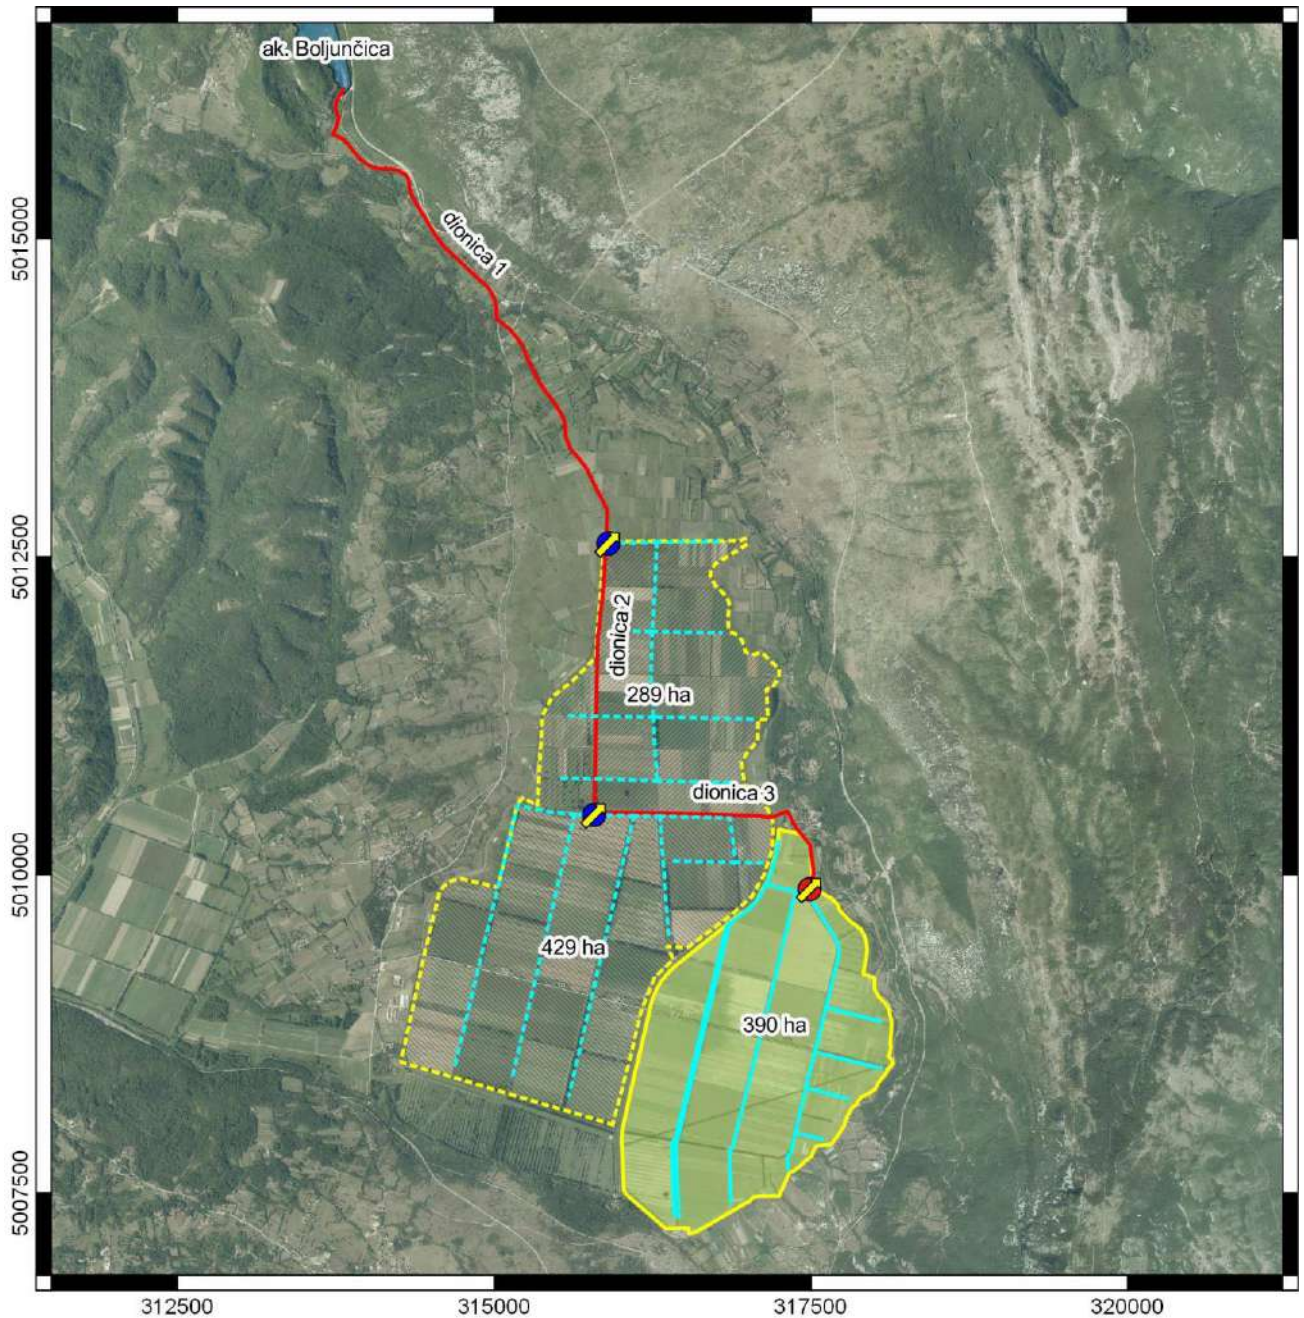 ak. Boljunčica
dionica 1
5015000
5012500
dionica 2
289 ha
dionica 3
5010000
429 ha
390 ha
5007500
312500 315000 317500 320000